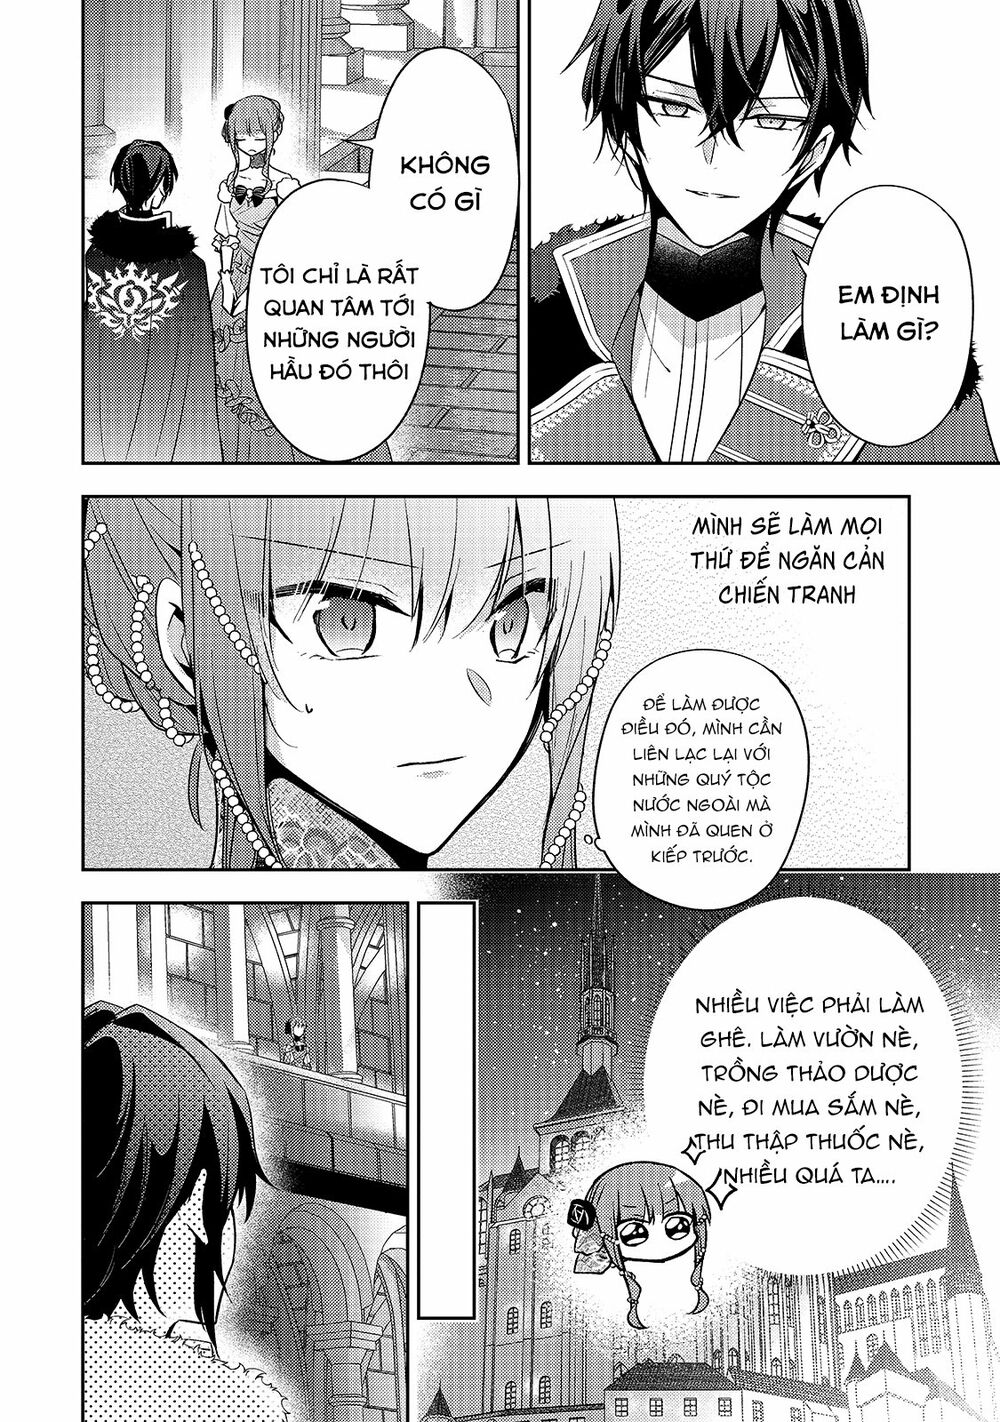 EM ĐỊNH
LÀM GÌ?
KHÔNG
CÓ GÌ
TÔI CHỈ LÀ RẤT
QUAN TÂM TỚI
NHỮNG NGƯỜI
HẦU ĐÓ THÔI
MÌNH SẼ LÀM MỌI
THỨ ĐỂ NGĂN CẢN
CHIẾN TRANH
ĐỂ LÀM ĐƯỢC
ĐIỀU ĐÓ, MÌNH CẦN
LIÊN LẠC LẠI VỚI
NHỮNG QUÝ TỘC
NƯỚC NGOÀI MÀ
MÌNH ĐÃ QUEN Ở
KIẾP TRƯỚC.
NHIỀU VIỆC PHẢI LÀM
GHÊ. LÀM VƯỜN NÈ,
TRỒNG THẢO DƯỢC
NÈ, ĐI MUA SẮM NÈ,
THU THẬP THUỐC NÈ,
NHIỀU QUÁ TA....